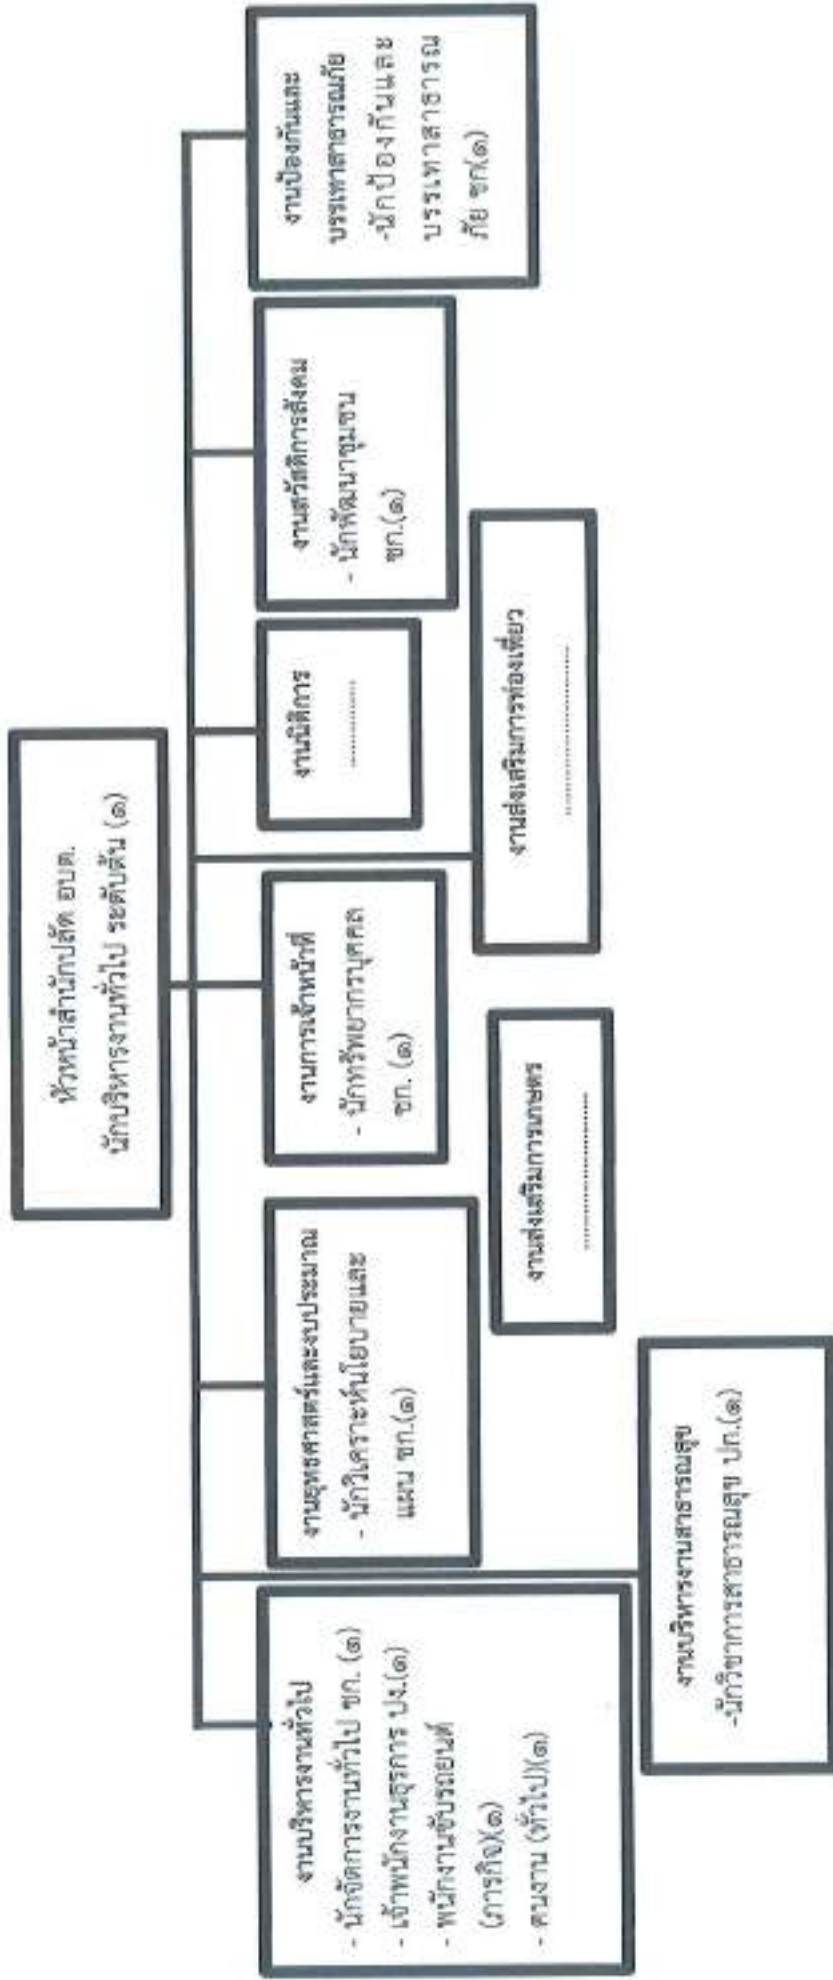 หัวหน้าสำนักปลัด อบต.
นักบริหารงานทั่วไป ระดับต้น (๑)
งานบริหารงานทั่วไป
- นักจัดการงานทั่วไป ชก. (๑)
- เจ้าพนักงานธุรการ ปง.(๑)
- พนักงานขับรถยนต์
(ภารกิจ)(๑)
- คนงาน (ทั่วไป)(๑)
งานยุทธศาสตร์และงบประมาณ
- นักวิเคราะห์นโยบายและ
แผน ชก.(๑)
งานการเจ้าหน้าที่
- นักทรัพยากรบุคคล
ชก. (๑)
งานนิติการ
..............
งานสวัสดิการสังคม
- นักพัฒนาชุมชน
ชก.(๑)
งานป้องกันและ
บรรเทาสาธารณภัย
-นักป้องกันและ
บรรเทาสาธารณ
ภัย ชก(๑)
งานบริหารงานสาธารณสุข
-นักวิชาการสาธารณสุข ปก.(๑)
งานส่งเสริมการเกษตร
..........................
งานส่งเสริมการท่องเที่ยว
............................